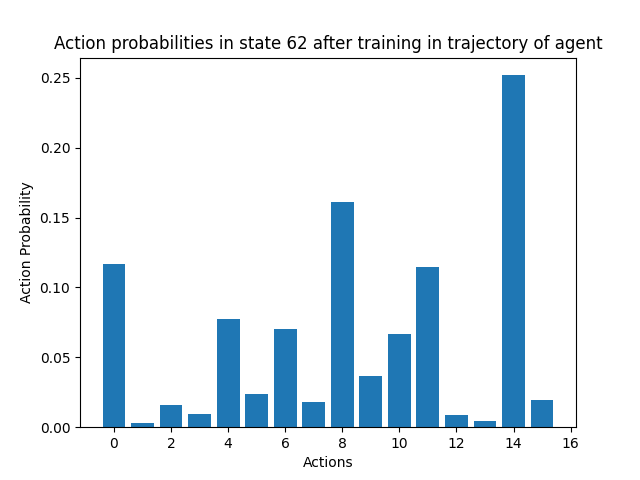 Action probabilities in state 62 after training in trajectory of agent
0.25
0.20
0.15
0.10
0.05
0.00
Action Probability
0 2 4 6 8 10 12 14 16
Actions